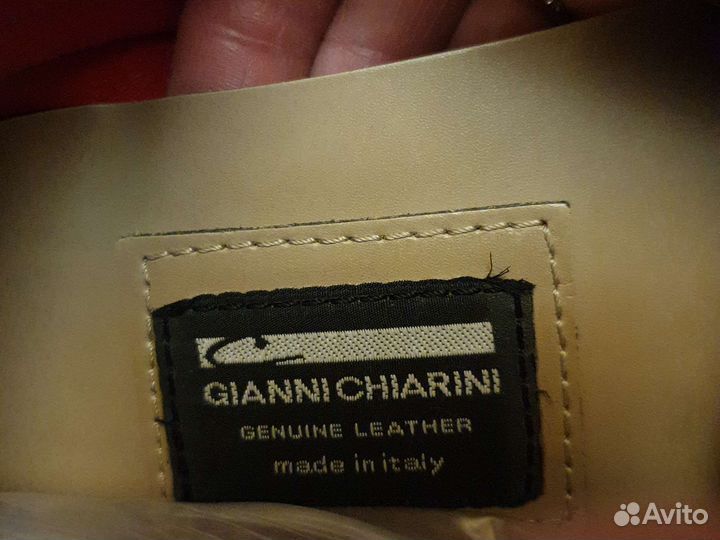 GIANNI CHIARINI
GENUINE LEATHER
made in italy
Avito